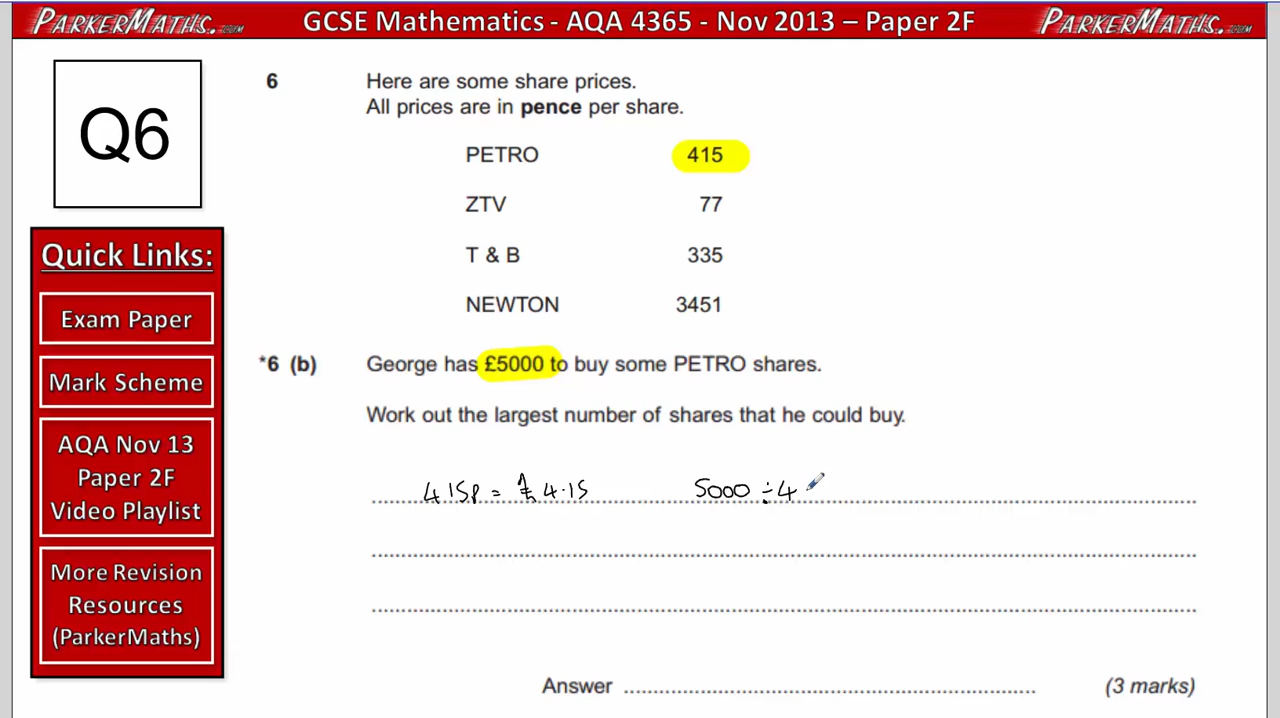 PARKERMATHS.COM
GCSE Mathematics - AQA 4365 - Nov 2013 – Paper 2F
PARKERMATHS.COM
Q6
Quick Links:
Exam Paper
Mark Scheme
AQA Nov 13
Paper 2F
Video Playlist
More Revision
Resources
(ParkerMaths)
6 Here are some share prices.
All prices are in pence per share.
PETRO 415
ZTV 77
T & B 335
NEWTON 3451
*6 (b) George has £5000 to buy some PETRO shares.
Work out the largest number of shares that he could buy.
415p = £4.15 5000 ÷ 4
Answer ........................................................... (3 marks)